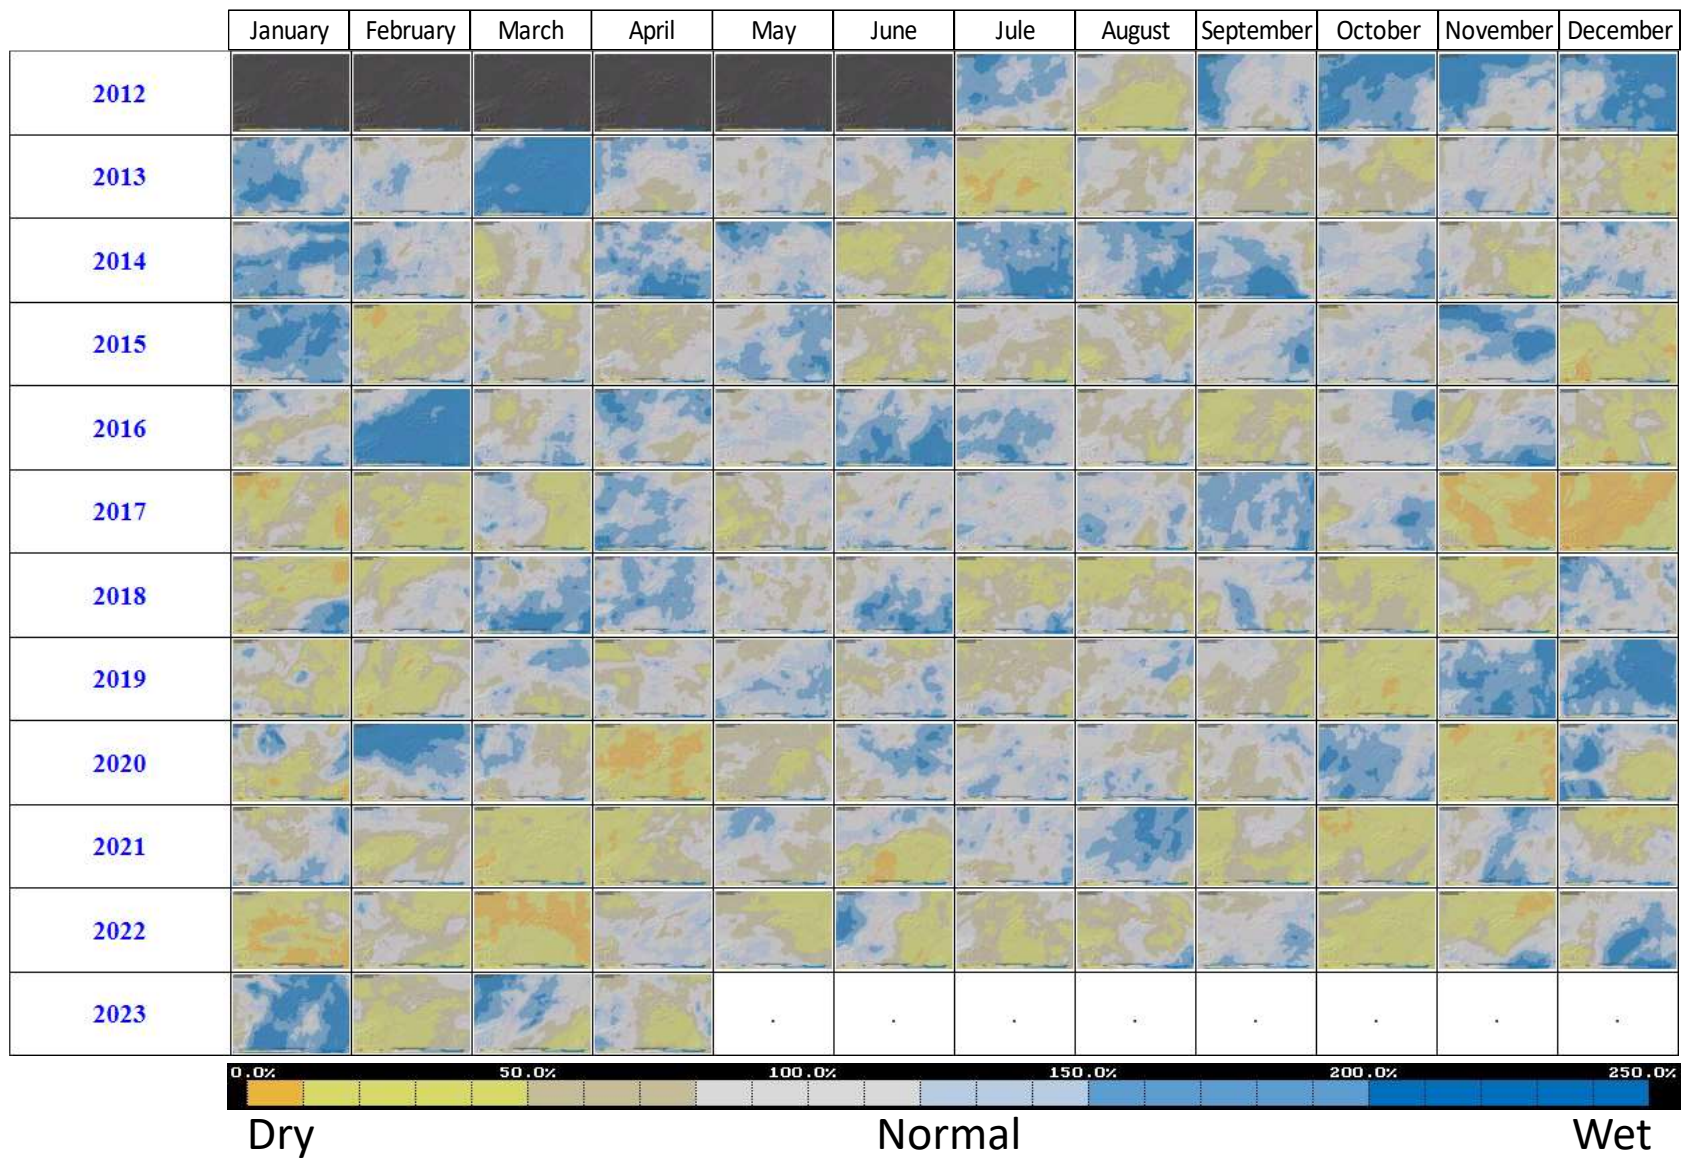 January February March April May June Jule August September October November December
2012
2013
2014
2015
2016
2017
2018
2019
2020
2021
2022
2023 . . . . . . . .
0.0% 50.0% 100.0% 150.0% 200.0% 250.0%
Dry Normal Wet